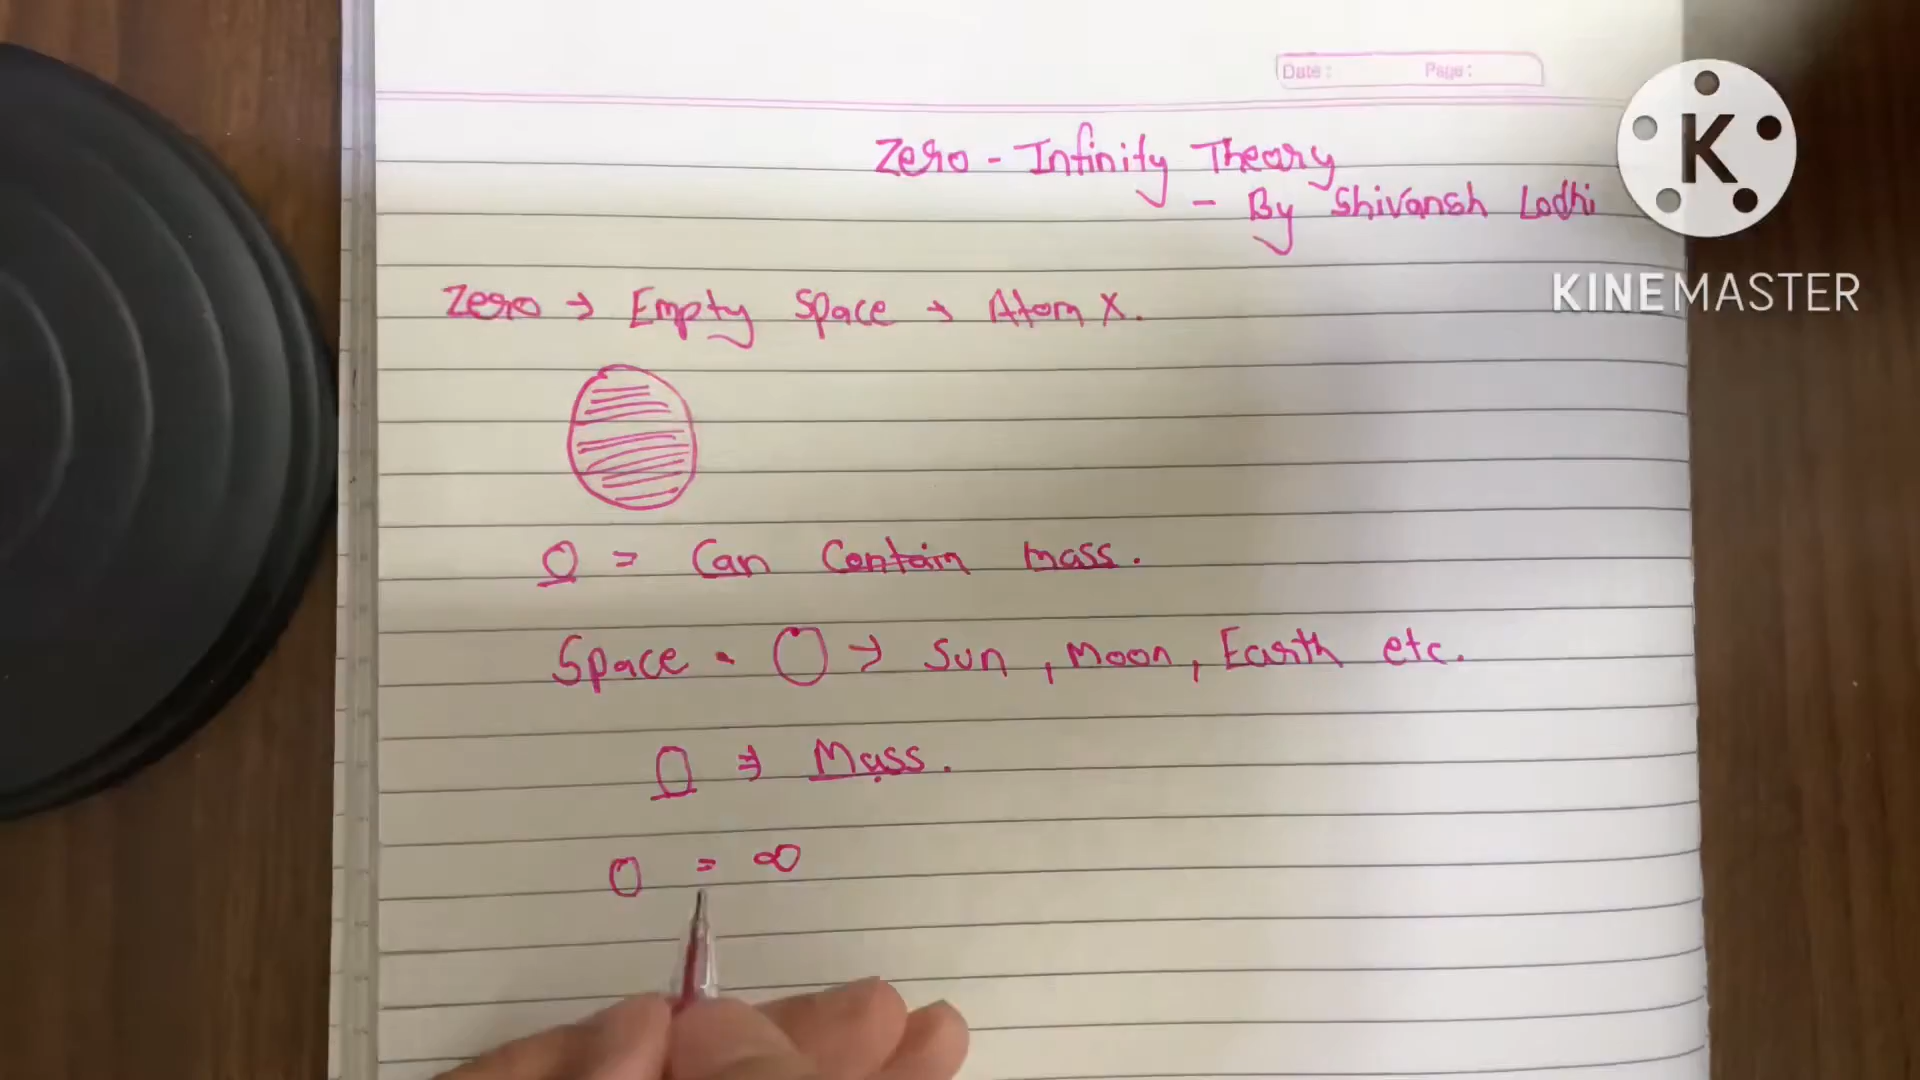 Date: Page:
Zero - Infinity Theory
- By Shivansh Lodhi
K
KINEMASTER
Zero → Empty Space → Atom X.
0 = Can Contain mass.
Space = 0 → Sun, Moon, Earth etc.
0 ⇒ Mass.
0 = ∞